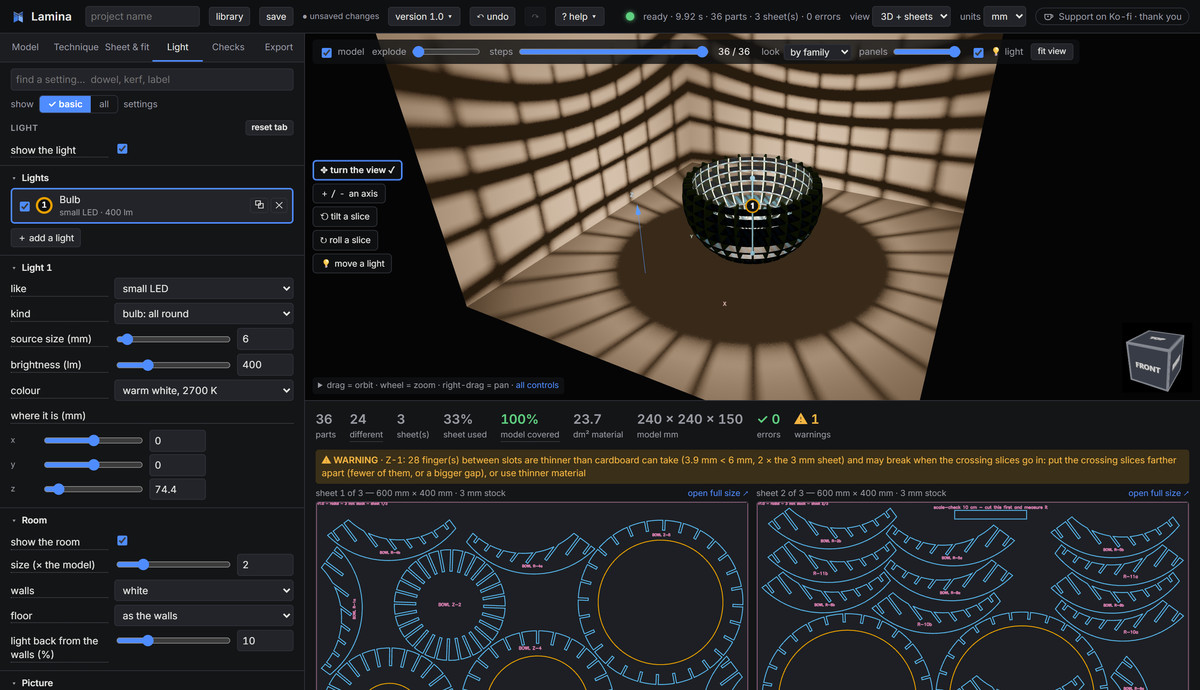 Lamina project name library save • unsaved changes version 1.0 undo ? help ready · 9.92 s · 36 parts · 3 sheet(s) · 0 errors view 3D + sheets units mm Support on Ko-fi · thank you
Model Technique Sheet & fit Light Checks Export
model explode steps 36 / 36 look by family panels light fit view
find a setting... dowel, kerf, label
show ✓ basic all settings
LIGHT reset tab
show the light
Lights
1 Bulb
small LED · 400 lm
+ add a light
Light 1
like small LED
kind bulb: all round
source size (mm) 6
brightness (lm) 400
colour warm white, 2700 K
where it is (mm)
x 0
y 0
z 74.4
Room
show the room
size (× the model) 2
walls white
floor as the walls
light back from the walls (%) 10
Picture
turn the view ✓
+ / - an axis
tilt a slice
roll a slice
move a light
1
Y
X
FRONT
drag = orbit · wheel = zoom · right-drag = pan · all controls
36 24 3 33% 100% 23.7 240 × 240 × 150 ✓ 0 1
parts different sheet(s) sheet used model covered dm² material model mm errors warnings
WARNING · Z-1: 28 finger(s) between slots are thinner than cardboard can take (3.9 mm < 6 mm, 2 × the 3 mm sheet) and may break when the crossing slices go in: put the crossing slices farther
apart (fewer of them, or a bigger gap), or use thinner material
sheet 1 of 3 — 600 mm × 400 mm · 3 mm stock open full size ↗
sheet 2 of 3 — 600 mm × 400 mm · 3 mm stock open full size ↗
scale-check 10 cm — cut this first and measure it
BOWL Z-2
BOWL Z-4
R-11b
R-10b
R-11a
R-10a